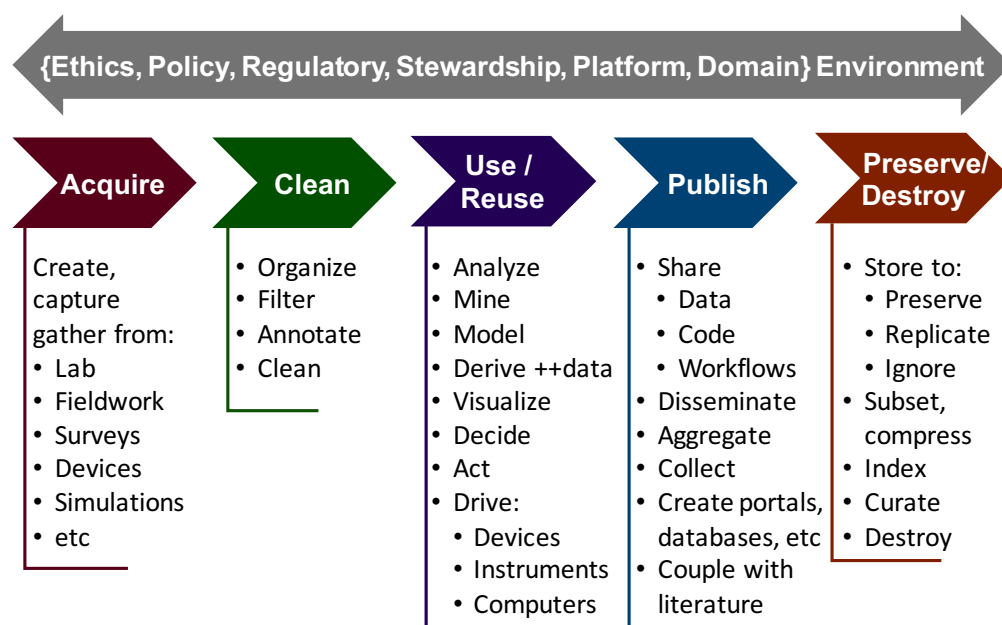 {Ethics, Policy, Regulatory, Stewardship, Platform, Domain} Environment
Acquire
Create,
capture
gather from:
• Lab
• Fieldwork
• Surveys
• Devices
• Simulations
• etc
Clean
• Organize
• Filter
• Annotate
• Clean
Use /
Reuse
• Analyze
• Mine
• Model
• Derive ++data
• Visualize
• Decide
• Act
• Drive:
• Devices
• Instruments
• Computers
Publish
• Share
• Data
• Code
• Workflows
• Disseminate
• Aggregate
• Collect
• Create portals,
databases, etc
• Couple with
literature
Preserve/
Destroy
• Store to:
• Preserve
• Replicate
• Ignore
• Subset,
compress
• Index
• Curate
• Destroy